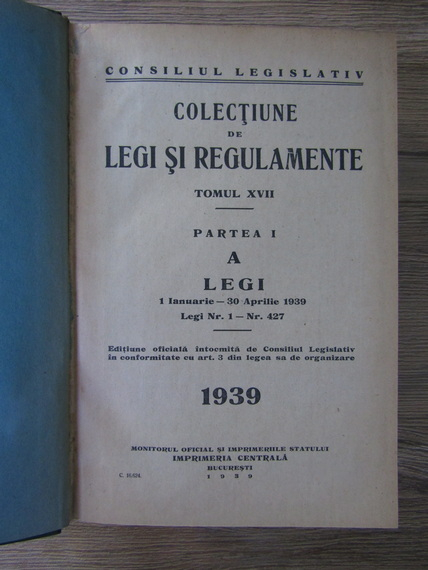 CONSILIUL LEGISLATIV
COLECŢIUNE
DE
LEGI ŞI REGULAMENTE
TOMUL XVII
PARTEA I
A
LEGI
1 Ianuarie — 30 Aprilie 1939
Legi Nr. 1 — Nr. 427
Ediţiune oficială întocmită de Consiliul Legislativ
în conformitate cu art. 3 din legea sa de organizare
1939
MONITORUL OFICIAL ŞI IMPRIMERIILE STATULUI
IMPRIMERIA CENTRALĂ
BUCUREŞTI
C. 10.634. 1939